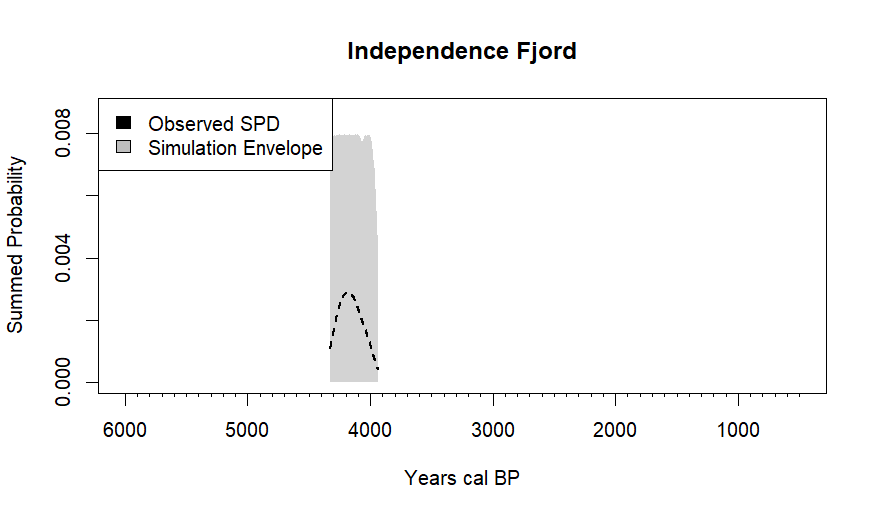 Independence Fjord
Observed SPD
Simulation Envelope
Summed Probability
0.008
0.004
0.000
6000 5000 4000 3000 2000 1000
Years cal BP